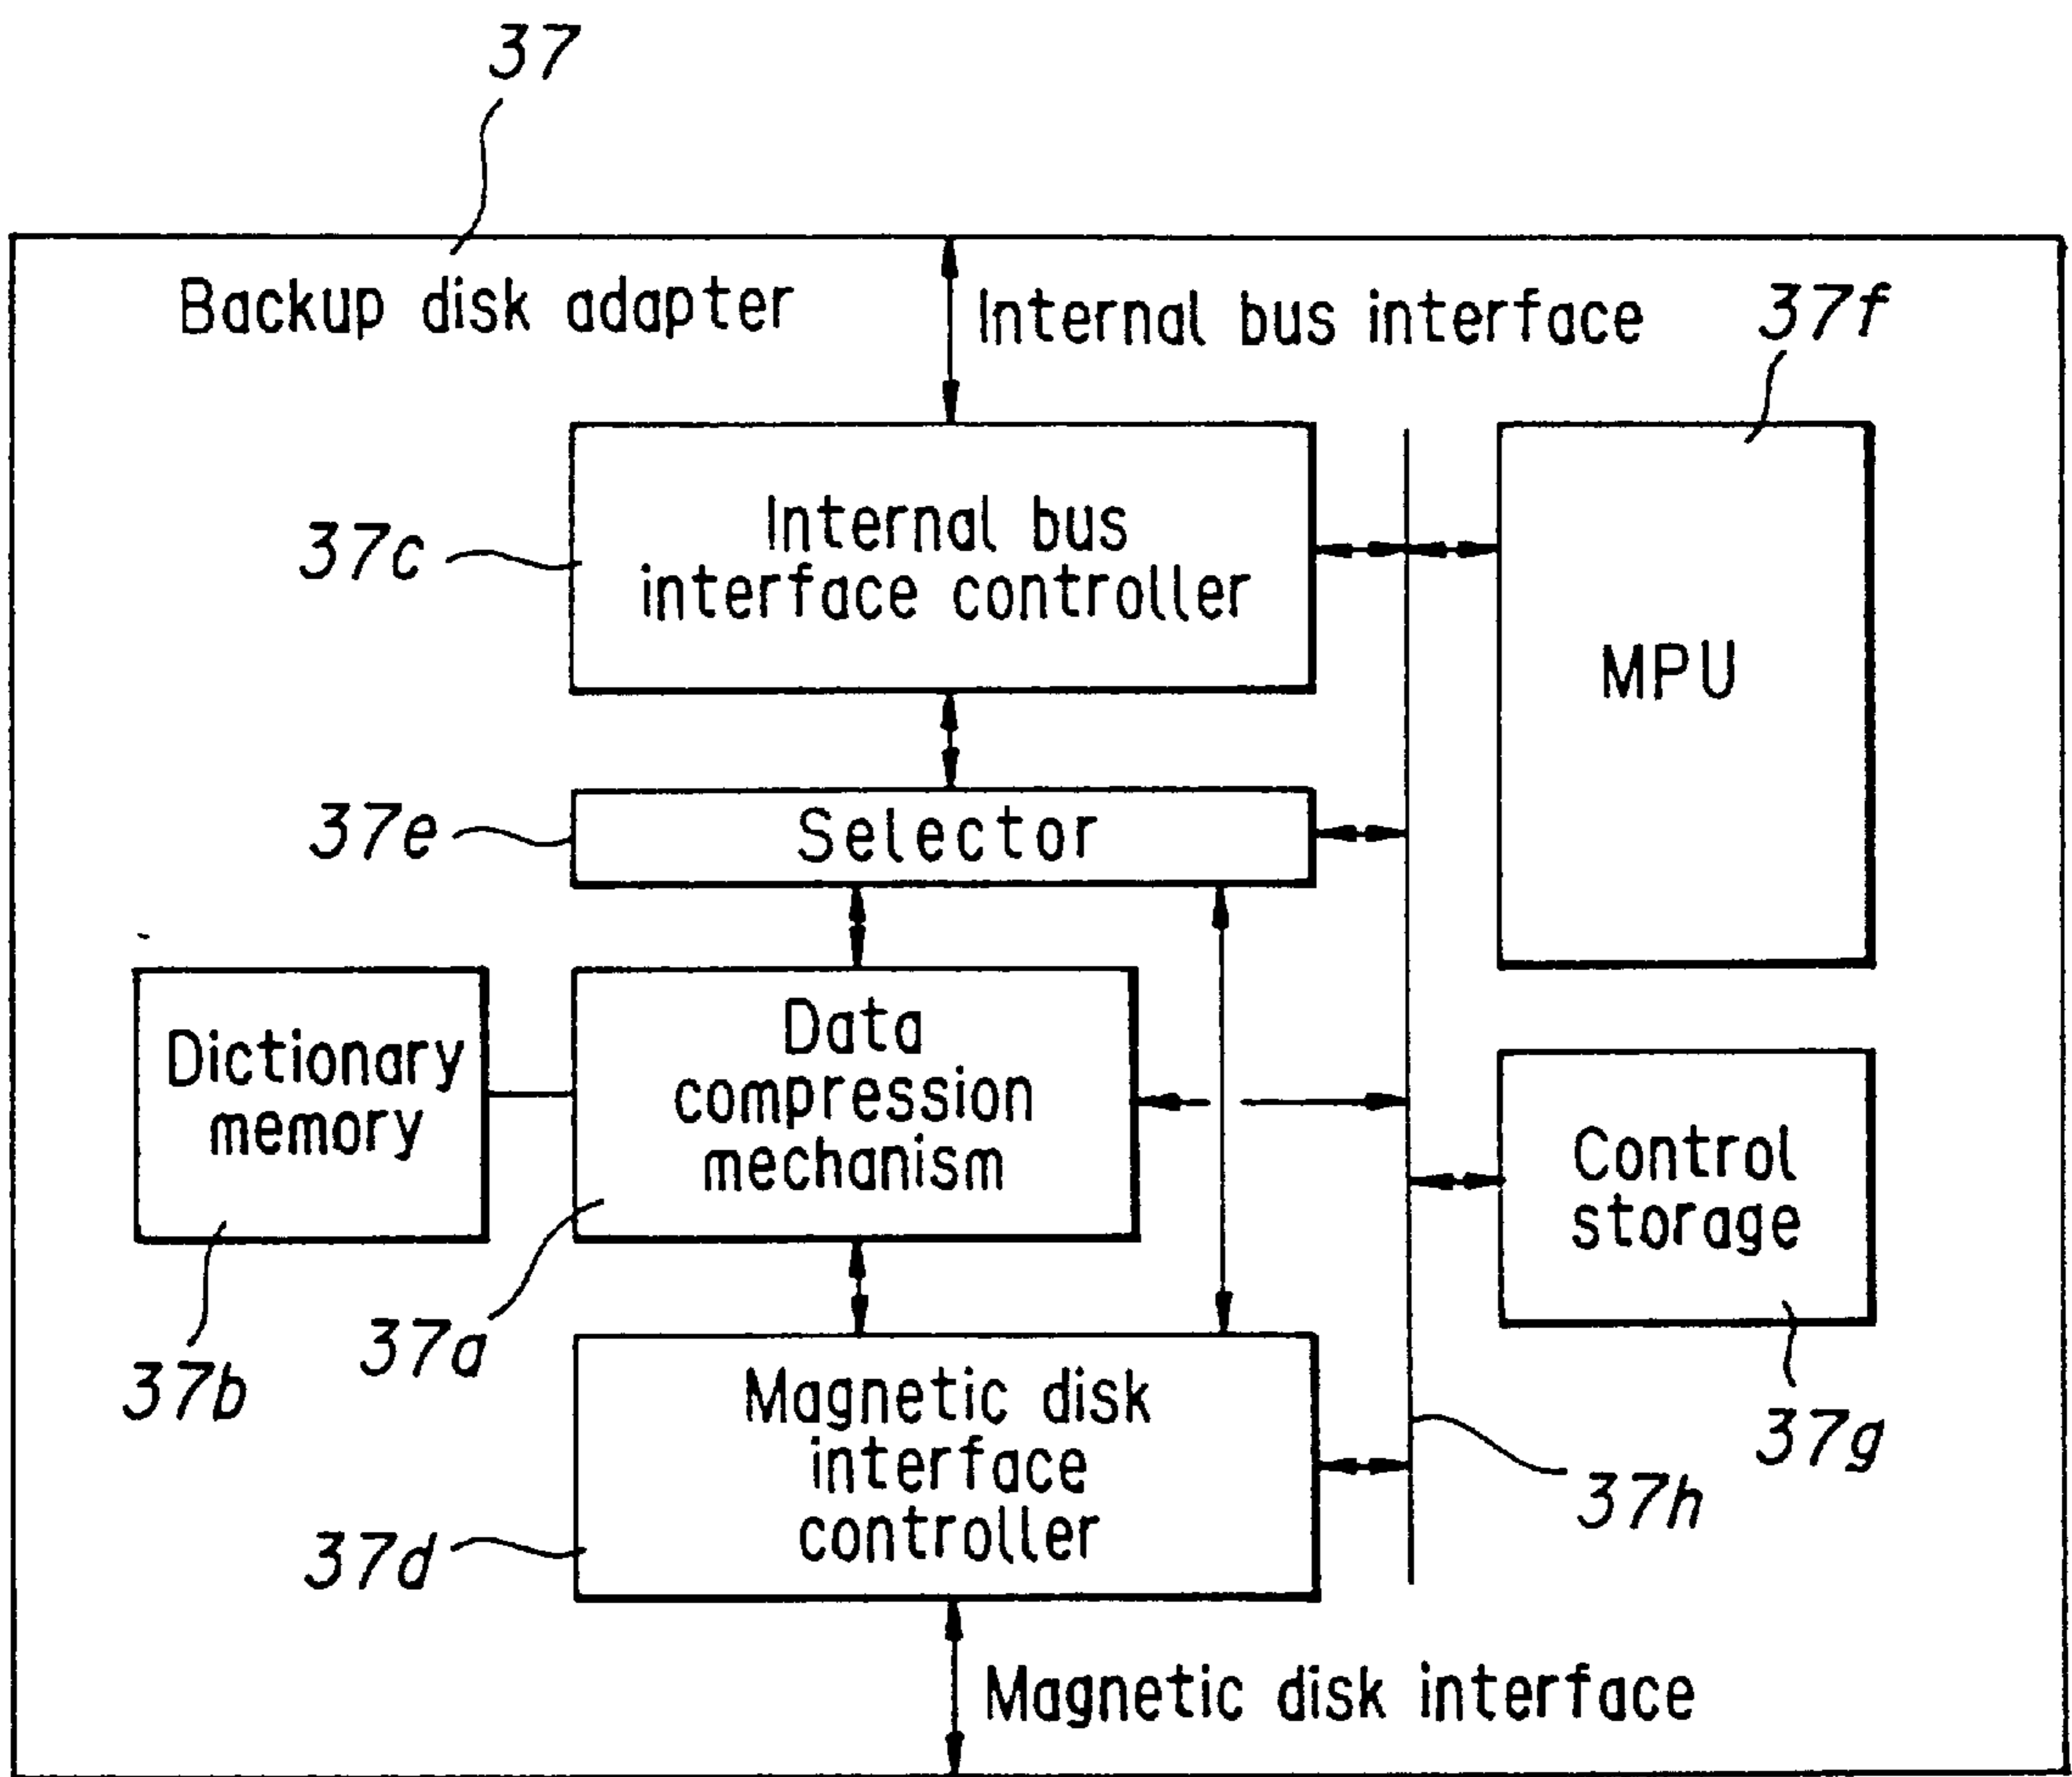 37
Backup disk adapter
Internal bus interface
37f
Internal bus
interface controller
37c
MPU
Selector
37e
Data
compression
mechanism
Dictionary
memory
Control
storage
37a
37b
Magnetic disk
interface
controller
37g
37h
37d
Magnetic disk interface